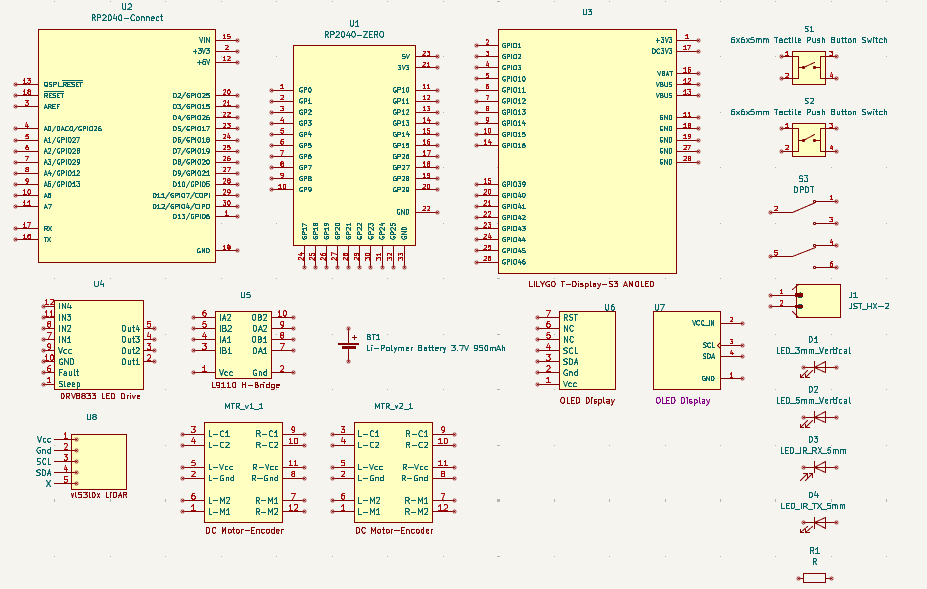 U2
RP2040-Connect
VIN 15
+3V3 2
+5V 12
13 QSPI_RESET
18 RESET
3 AREF
D2/GPIO25 20
D3/GPIO15 21
D4/GPIO26 22
4 A0/DAC0/GPIO26
D5/GPIO17 23
5 A1/GPIO27
D6/GPIO18 24
6 A2/GPIO28
D7/GPIO19 25
7 A3/GPIO29
D8/GPIO20 26
8 A4/GPIO12
D9/GPIO21 27
9 A5/GPIO13
D10/GPIO5 28
10 A6
D11/GPIO7/COPI 29
11 A7
D12/GPIO4/CIPO 30
D13/GPIO6 1
17 RX
16 TX
GND 19
U1
RP2040-ZERO
5V 23
3V3 21
1 GP0
GP10 11
2 GP1
GP11 12
3 GP2
GP12 13
4 GP3
GP13 14
5 GP4
GP14 15
6 GP5
GP15 16
7 GP6
GP26 17
8 GP7
GP27 18
9 GP8
GP28 19
10 GP9
GP29 20
GND 22
GP17 GP18 GP19 GP20 GP21 GP22 GP23 GP24 GP25 GND
24 25 26 27 28 29 30 31 32 33
U3
2 GPIO1
+3V3 1
3 GPIO2
DC3V3 17
4 GPIO3
5 GPIO10
VBAT 16
6 GPIO11
VBUS 12
7 GPIO12
VBUS 13
8 GPIO13
9 GPIO14
GND 11
10 GPIO15
GND 18
14 GPIO16
GND 19
GND 27
GND 28
15 GPIO39
20 GPIO40
21 GPIO41
22 GPIO42
23 GPIO43
24 GPIO44
25 GPIO45
26 GPIO46
LILYGO T-Display-S3 AMOLED
S1
6x6x5mm Tactile Push Button Switch
1 3
2 4
S2
6x6x5mm Tactile Push Button Switch
1 3
2 4
S3
DPDT
2 1
3
5 4
6
J1
JST_HX-2
1
2
U4
12 IN4
11 IN3
8 IN2
Out4 5
7 IN1
Out3 4
9 Vcc
Out2 3
10 GND
Out1 2
6 Fault
1 Sleep
DRV8833 LED Drive
U5
6 IA2 OB2 10
5 IB2 OA2 9
4 IA1 OB1 8
3 IB1 OA1 7
1 Vcc Gnd 2
L9110 H-Bridge
BT1
+
Li-Polymer Battery 3.7V 950mAh
U6
7 RST
6 NC
5 NC
4 SCL
3 SDA
2 Gnd
1 Vcc
OLED Display
U7
VCC_IN 2
SCL 3
SDA 4
GND 1
OLED Display
D1
LED_3mm_Vertical
D2
LED_5mm_Vertical
D3
LED_IR_RX_5mm
D4
LED_IR_TX_5mm
R1
R
U8
Vcc 1
Gnd 2
SCL 3
SDA 4
X 5
vl53l0x LIDAR
MTR_v1_1
3 L-C1 R-C1 9
4 L-C2 R-C2 10
5 L-Vcc R-Vcc 11
2 L-Gnd R-Gnd 8
6 L-M2 R-M1 7
1 L-M1 R-M2 12
DC Motor-Encoder
MTR_v2_1
3 L-C1 R-C1 9
4 L-C2 R-C2 10
5 L-Vcc R-Vcc 11
2 L-Gnd R-Gnd 8
6 L-M2 R-M1 7
1 L-M1 R-M2 12
DC Motor-Encoder